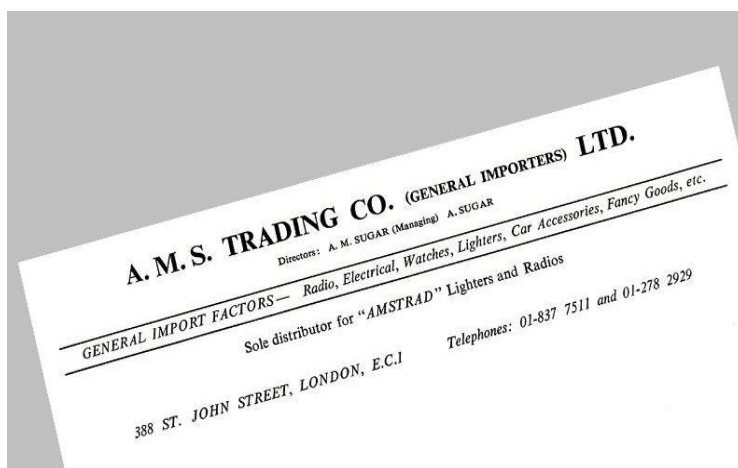 A. M. S. TRADING CO. (GENERAL IMPORTERS) LTD.
Directors: A. M. SUGAR (Managing) A. SUGAR
GENERAL IMPORT FACTORS— Radio, Electrical, Watches, Lighters, Car Accessories, Fancy Goods, etc.
Sole distributor for "AMSTRAD" Lighters and Radios
388 ST. JOHN STREET, LONDON, E.C.I Telephones: 01-837 7511 and 01-278 2929